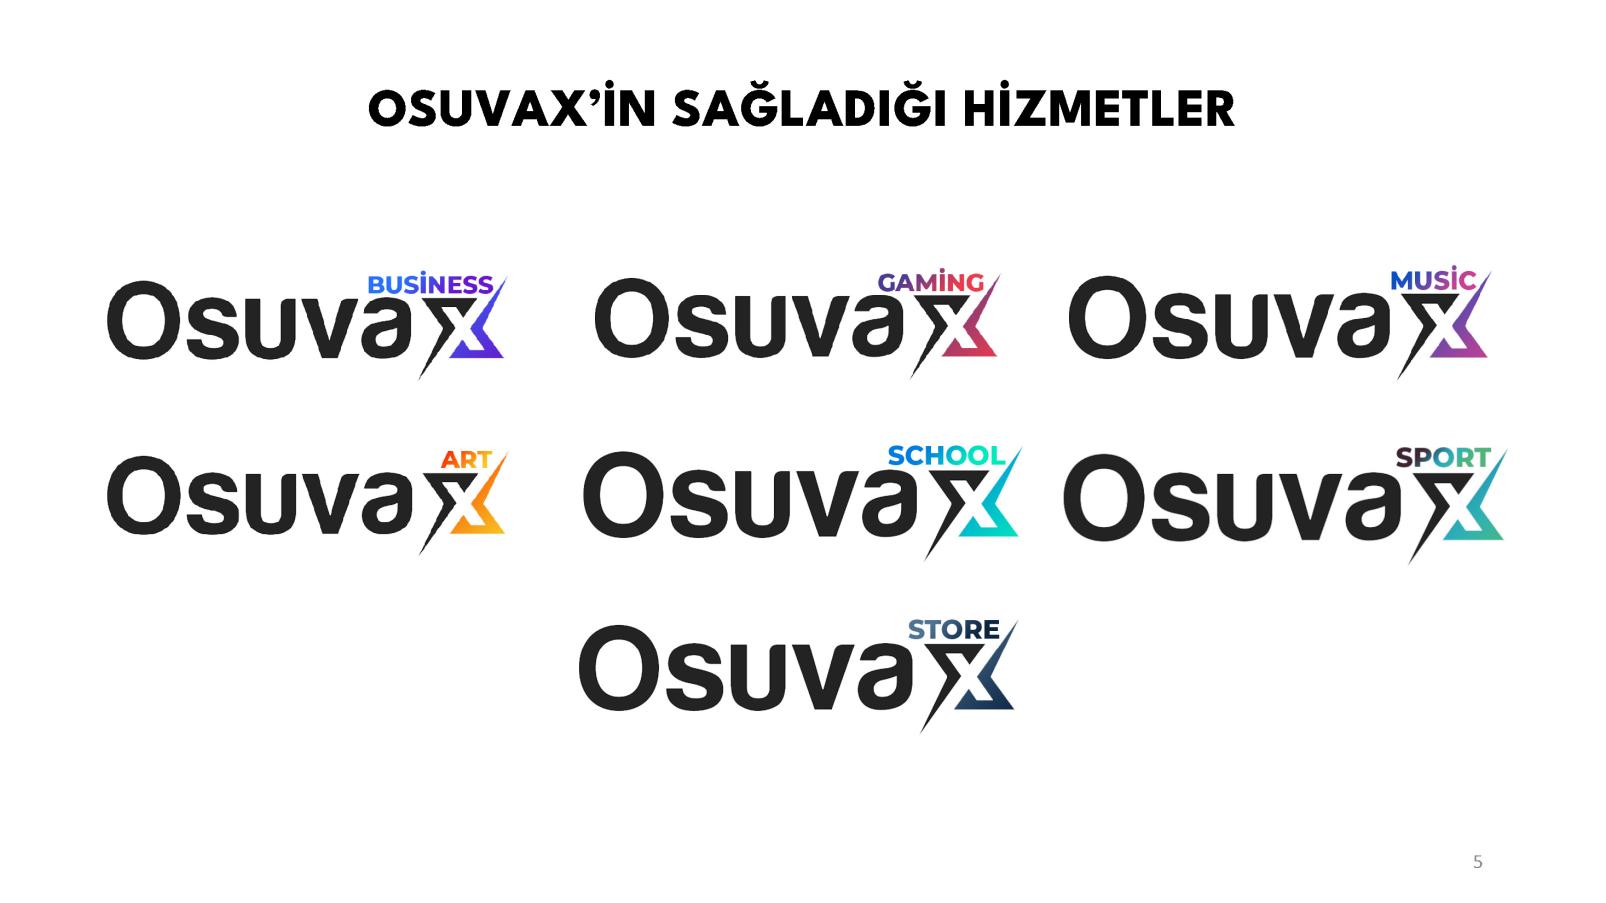 OSUVAX’İN SAĞLADIĞI HİZMETLER
Osuvax BUSİNESS
Osuvax GAMİNG
Osuvax MUSİC
Osuvax ART
Osuvax SCHOOL
Osuvax SPORT
Osuvax STORE
5